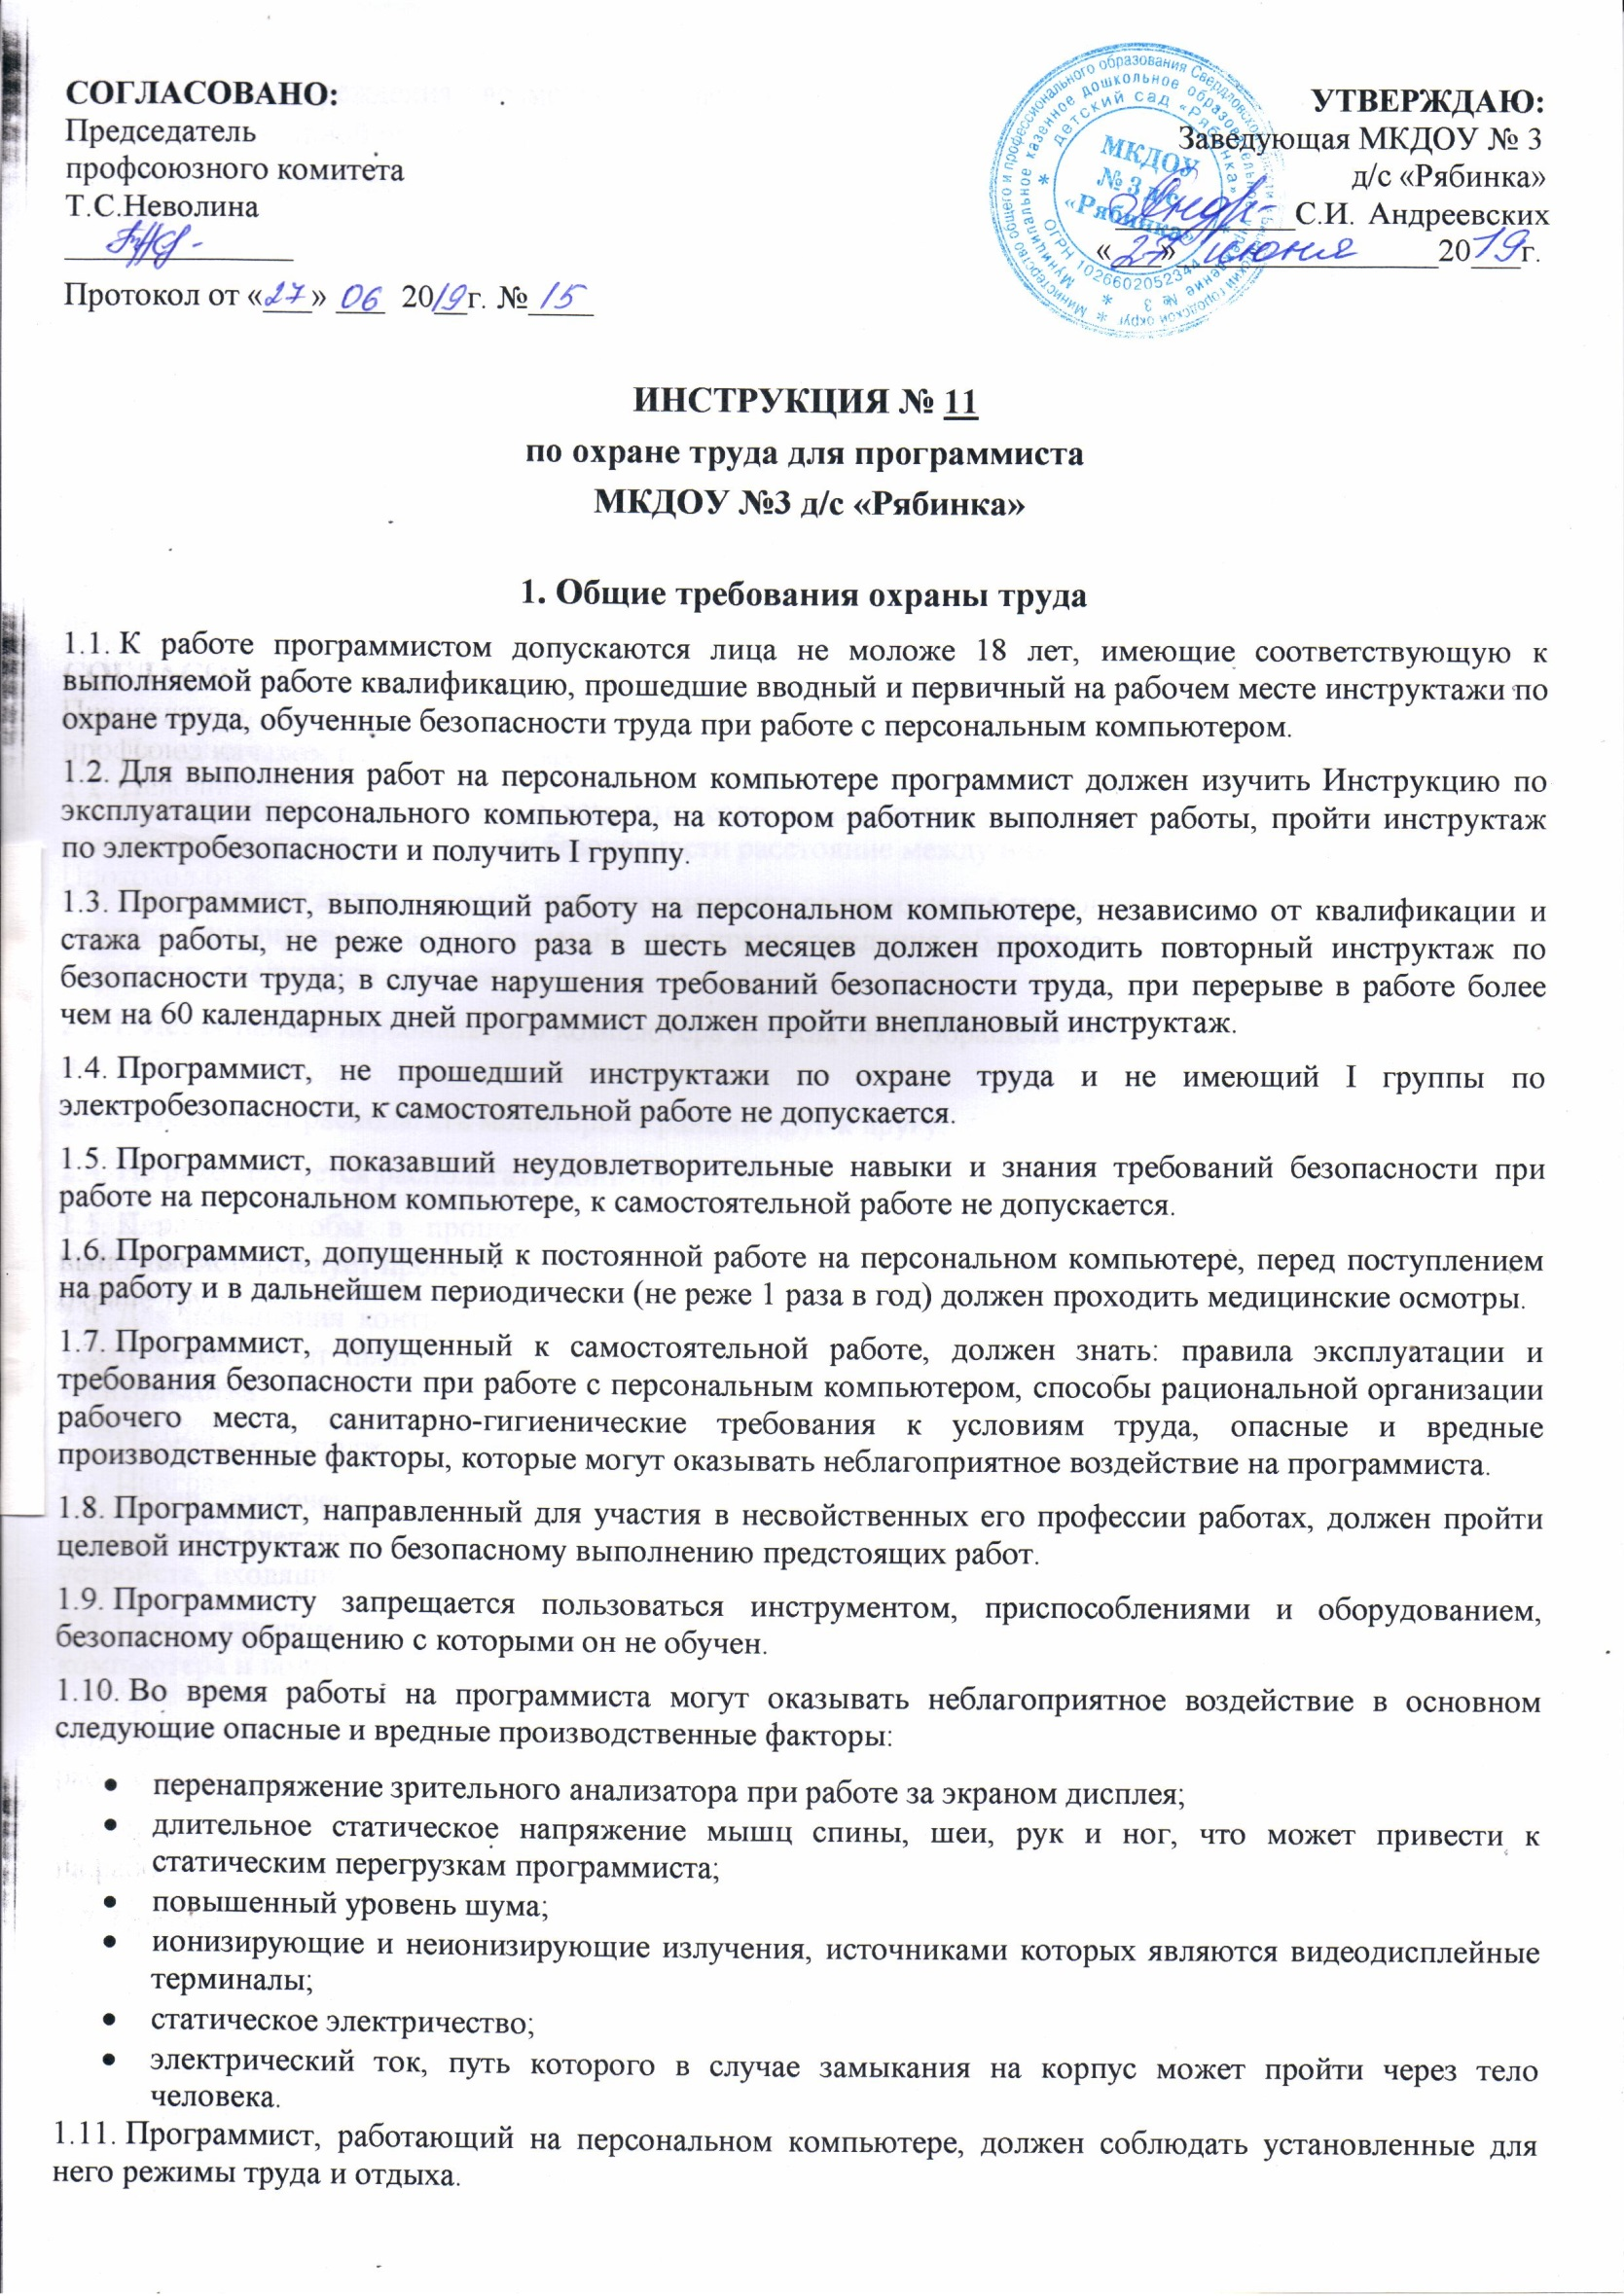 СОГЛАСОВАНО:
Председатель
профсоюзного комитета
Т.С.Неволина
Протокол от «27» 06 2019г. № 15
УТВЕРЖДАЮ:
Заведующая МКДОУ № 3
д/с «Рябинка»
С.И. Андреевских
«27» июня 2019г.
МКДОУ
№ 3 д/с
«Рябинка»
детский сад «Рябинка»
ОГРН 1026602052344
ИНСТРУКЦИЯ № 11
по охране труда для программиста
МКДОУ №3 д/с «Рябинка»
1. Общие требования охраны труда
1.1. К работе программистом допускаются лица не моложе 18 лет, имеющие соответствующую к
выполняемой работе квалификацию, прошедшие вводный и первичный на рабочем месте инструктажи по
охране труда, обученные безопасности труда при работе с персональным компьютером.
1.2. Для выполнения работ на персональном компьютере программист должен изучить Инструкцию по
эксплуатации персонального компьютера, на котором работник выполняет работы, пройти инструктаж
по электробезопасности и получить I группу.
1.3. Программист, выполняющий работу на персональном компьютере, независимо от квалификации и
стажа работы, не реже одного раза в шесть месяцев должен проходить повторный инструктаж по
безопасности труда; в случае нарушения требований безопасности труда, при перерыве в работе более
чем на 60 календарных дней программист должен пройти внеплановый инструктаж.
1.4. Программист, не прошедший инструктажи по охране труда и не имеющий I группы по
электробезопасности, к самостоятельной работе не допускается.
1.5. Программист, показавший неудовлетворительные навыки и знания требований безопасности при
работе на персональном компьютере, к самостоятельной работе не допускается.
1.6. Программист, допущенный к постоянной работе на персональном компьютере, перед поступлением
на работу и в дальнейшем периодически (не реже 1 раза в год) должен проходить медицинские осмотры.
1.7. Программист, допущенный к самостоятельной работе, должен знать: правила эксплуатации и
требования безопасности при работе с персональным компьютером, способы рациональной организации
рабочего места, санитарно-гигиенические требования к условиям труда, опасные и вредные
производственные факторы, которые могут оказывать неблагоприятное воздействие на программиста.
1.8. Программист, направленный для участия в несвойственных его профессии работах, должен пройти
целевой инструктаж по безопасному выполнению предстоящих работ.
1.9. Программисту запрещается пользоваться инструментом, приспособлениями и оборудованием,
безопасному обращению с которыми он не обучен.
1.10. Во время работы на программиста могут оказывать неблагоприятное воздействие в основном
следующие опасные и вредные производственные факторы:
• перенапряжение зрительного анализатора при работе за экраном дисплея;
• длительное статическое напряжение мышц спины, шеи, рук и ног, что может привести к
статическим перегрузкам программиста;
• повышенный уровень шума;
• ионизирующие и неионизирующие излучения, источниками которых являются видеодисплейные
терминалы;
• статическое электричество;
• электрический ток, путь которого в случае замыкания на корпус может пройти через тело
человека.
1.11. Программист, работающий на персональном компьютере, должен соблюдать установленные для
него режимы труда и отдыха.